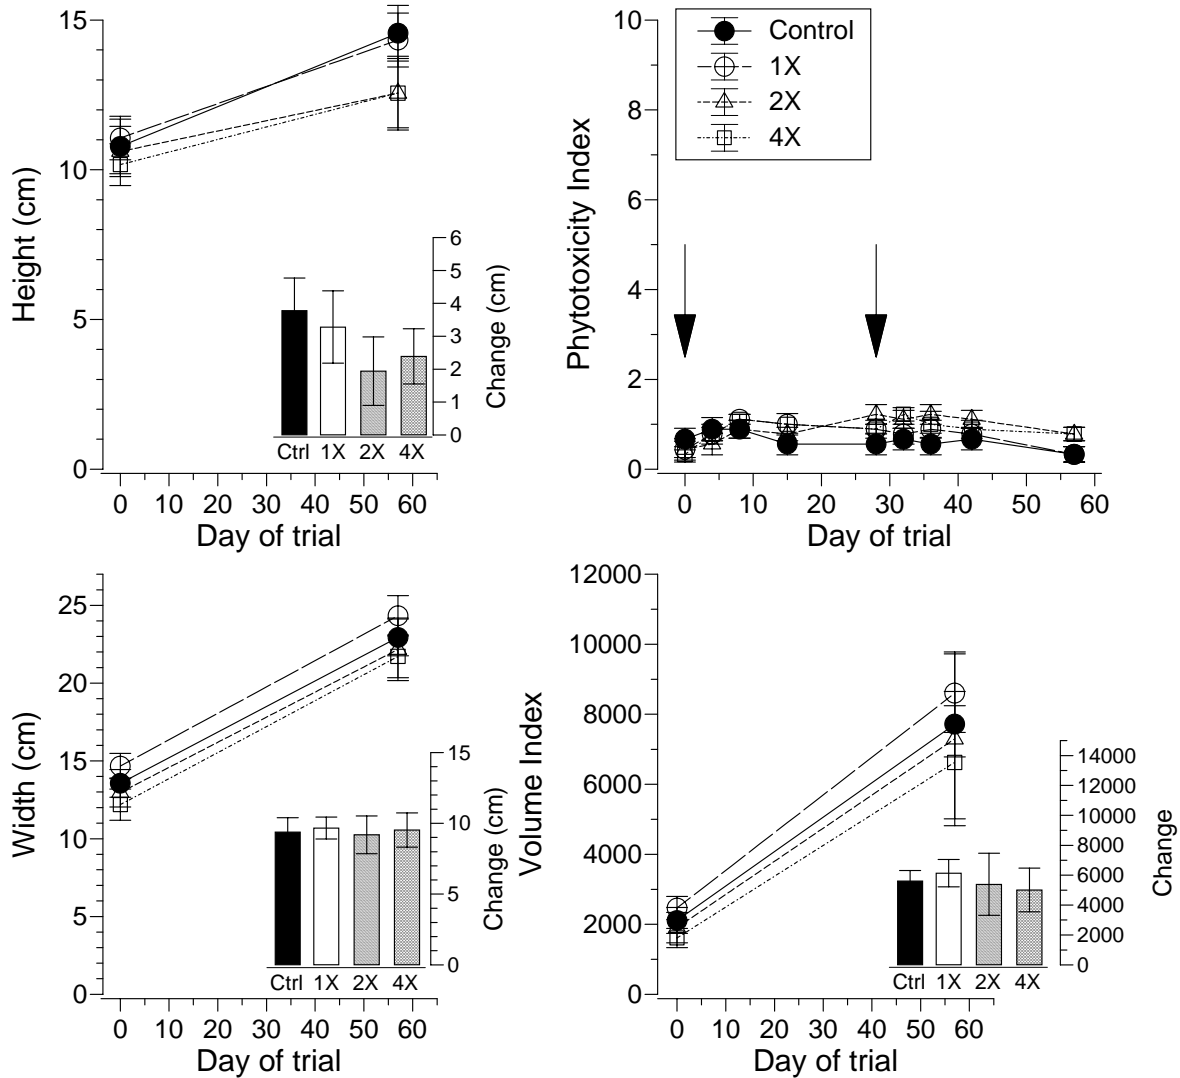 15
10
5
0
Height (cm)
0 10 20 30 40 50 60
Day of trial
6
5
4
3
2
1
0
Change (cm)
Ctrl 1X 2X 4X
10
8
6
4
2
0
Phytotoxicity Index
Control
1X
2X
4X
0 10 20 30 40 50 60
Day of trial
25
20
15
10
5
0
Width (cm)
0 10 20 30 40 50 60
Day of trial
15
10
5
0
Change (cm)
Ctrl 1X 2X 4X
12000
10000
8000
6000
4000
2000
0
Volume Index
0 10 20 30 40 50 60
Day of trial
14000
12000
10000
8000
6000
4000
2000
0
Change
Ctrl 1X 2X 4X